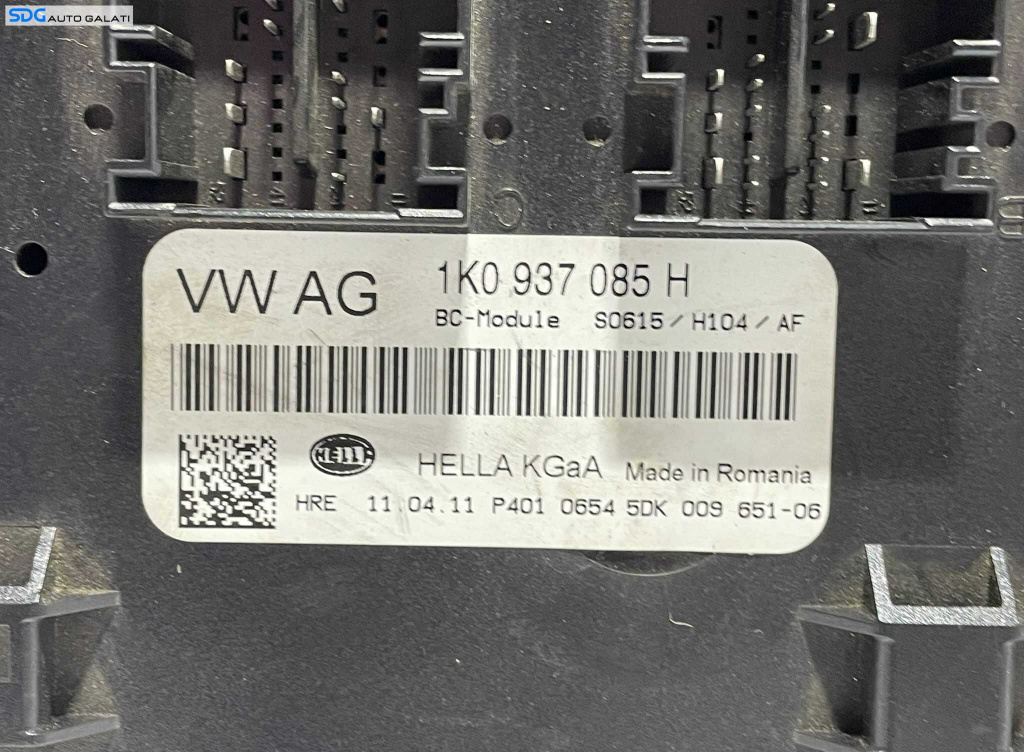 SDG AUTO GALATI
C
B
VW AG
1K0 937 085 H
BC-Module S0615 / H104 / AF
HELLA
HELLA KGaA Made in Romania
HRE 11.04.11 P401 0654 5DK 009 651-06